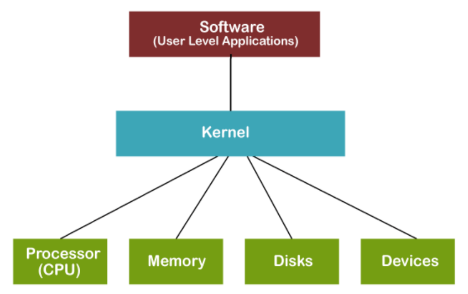 Software
(User Level Applications)
Kernel
Processor
(CPU)
Memory
Disks
Devices